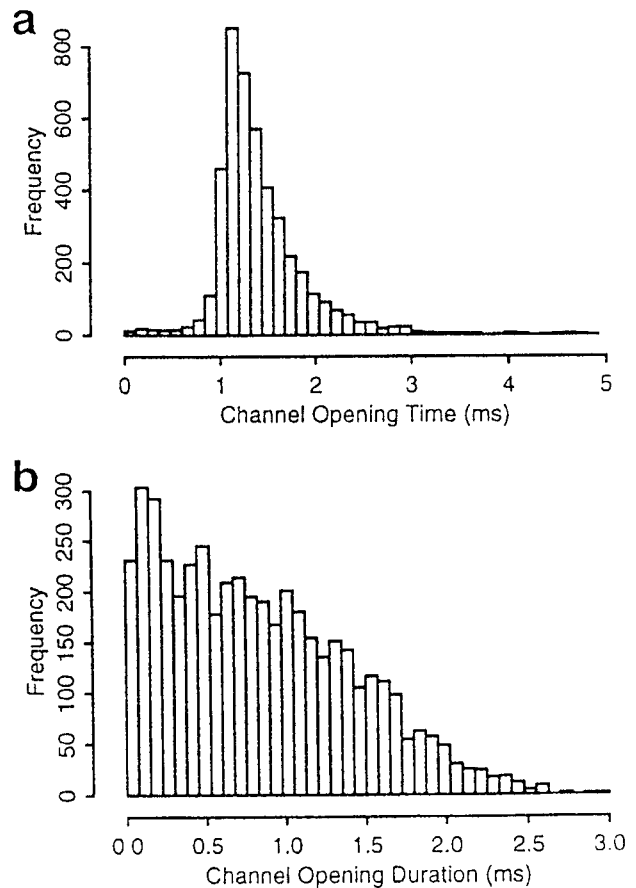 a
Frequency
800
600
400
200
0
0 1 2 3 4 5
Channel Opening Time (ms)
b
Frequency
300
250
200
150
100
50
0
0 0 0.5 1.0 1.5 2.0 2.5 3.0
Channel Opening Duration (ms)